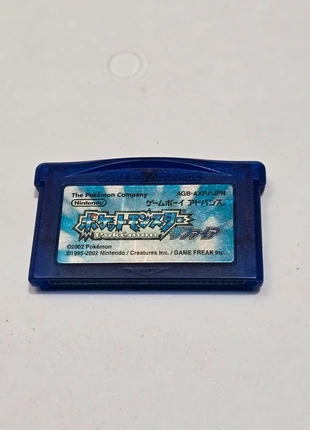 The Pokémon Company AGB-AXPJ-JPN
Nintendo ゲームボーイ アドバンス
ポケットモンスター
サファイア
©2002 Pokémon
©1995-2002 Nintendo / Creatures Inc. / GAME FREAK inc.